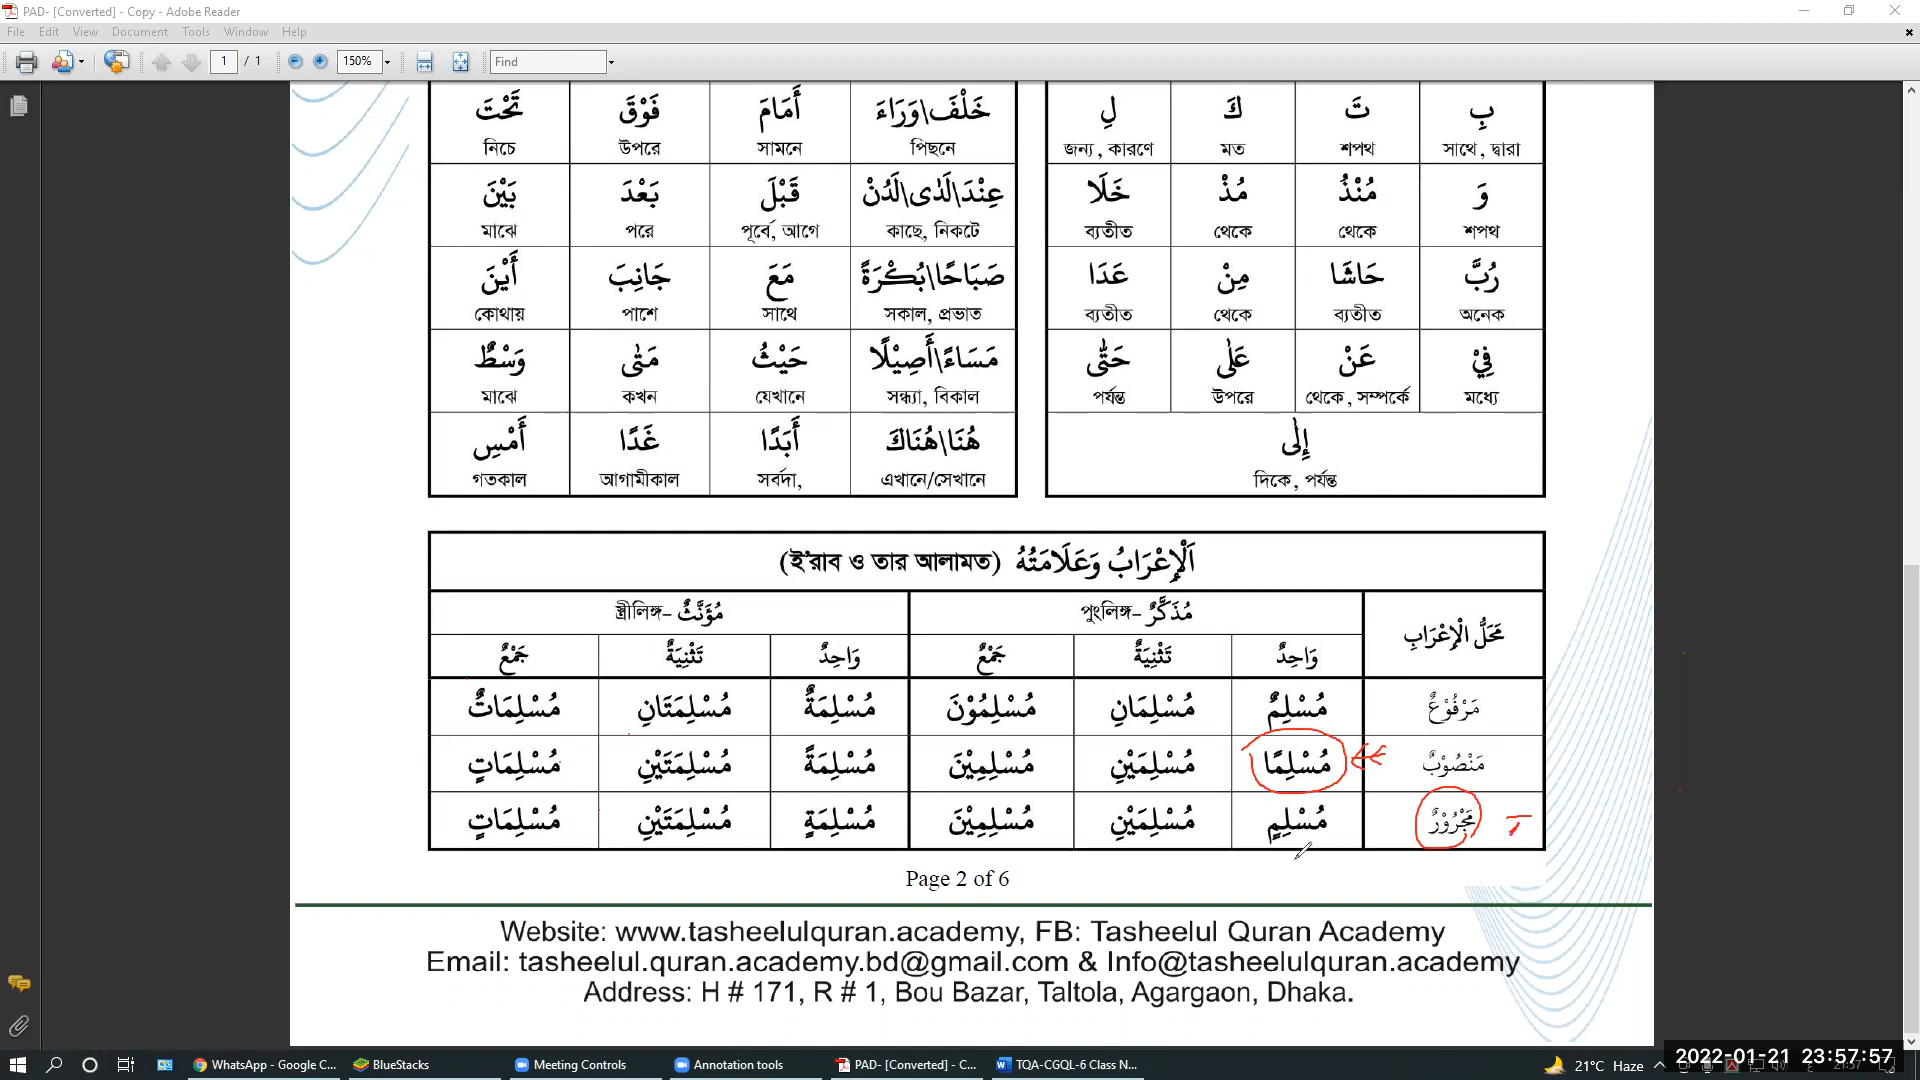 PAD- [Converted] - Copy - Adobe Reader
File Edit View Document Tools Window Help
1 / 1 150% Find
خَلْفَ\وَرَاءَ أَمَامَ فَوْقَ تَحْتَ
পিছনে সামনে উপরে নিচে
عِنْدَ\لَدٰى\لَدُنْ قَبْلَ بَعْدَ بَيْنَ
কাছে, নিকটে পূর্বে, আগে পরে মাঝে
صَبَاحًا\بُكْرَةً مَعَ جَانِبَ أَيْنَ
সকাল, প্রভাত সাথে পাশে কোথায়
مَسَاءً\أَصِيْلًا حَيْثُ مَتٰى وَسْطٌ
সন্ধ্যা, বিকাল যেখানে কখন মাঝে
هُنَا\هُنَاكَ أَبَدًا غَدًا أَمْسِ
এখানে/সেখানে সর্বদা, আগামীকাল গতকাল
بِ تَ كَ لِ
সাথে, দ্বারা শপথ মত জন্য, কারণে
وَ مُنْذُ مُذْ خَلَا
শপথ থেকে থেকে ব্যতীত
رُبَّ حَاشَا مِنْ عَدَا
অনেক ব্যতীত থেকে ব্যতীত
فِيْ عَنْ عَلٰى حَتّٰى
মধ্যে থেকে, সম্পর্কে উপরে পর্যন্ত
إِلٰى
দিকে, পর্যন্ত
اَلْإِعْرَابُ وَعَلَامَتُهُ (ই'রাব ও তার আলামত)
مَحَلُّ الْإِعْرَابِ مُذَكَّرٌ -পুংলিঙ্গ مُؤَنَّثٌ -স্ত্রীলিঙ্গ
وَاحِدٌ تَثْنِيَةٌ جَمْعٌ وَاحِدٌ تَثْنِيَةٌ جَمْعٌ
مَرْفُوْعٌ مُسْلِمٌ مُسْلِمَانِ مُسْلِمُوْنَ مُسْلِمَةٌ مُسْلِمَتَانِ مُسْلِمَاتٌ
مَنْصُوْبٌ مُسْلِمًا مُسْلِمَيْنِ مُسْلِمِيْنَ مُسْلِمَةً مُسْلِمَتَيْنِ مُسْلِمَاتٍ
مَجْرُوْرٌ مُسْلِمٍ مُسْلِمَيْنِ مُسْلِمِيْنَ مُسْلِمَةٍ مُسْلِمَتَيْنِ مُسْلِمَاتٍ
Page 2 of 6
Website: www.tasheelulquran.academy, FB: Tasheelul Quran Academy
Email: tasheelul.quran.academy.bd@gmail.com & Info@tasheelulquran.academy
Address: H # 171, R # 1, Bou Bazar, Taltola, Agargaon, Dhaka.
WhatsApp - Google C... BlueStacks Meeting Controls Annotation tools PAD- [Converted] - C... TQA-CGQL-6 Class N... 21°C Haze
2022-01-21 23:57:57